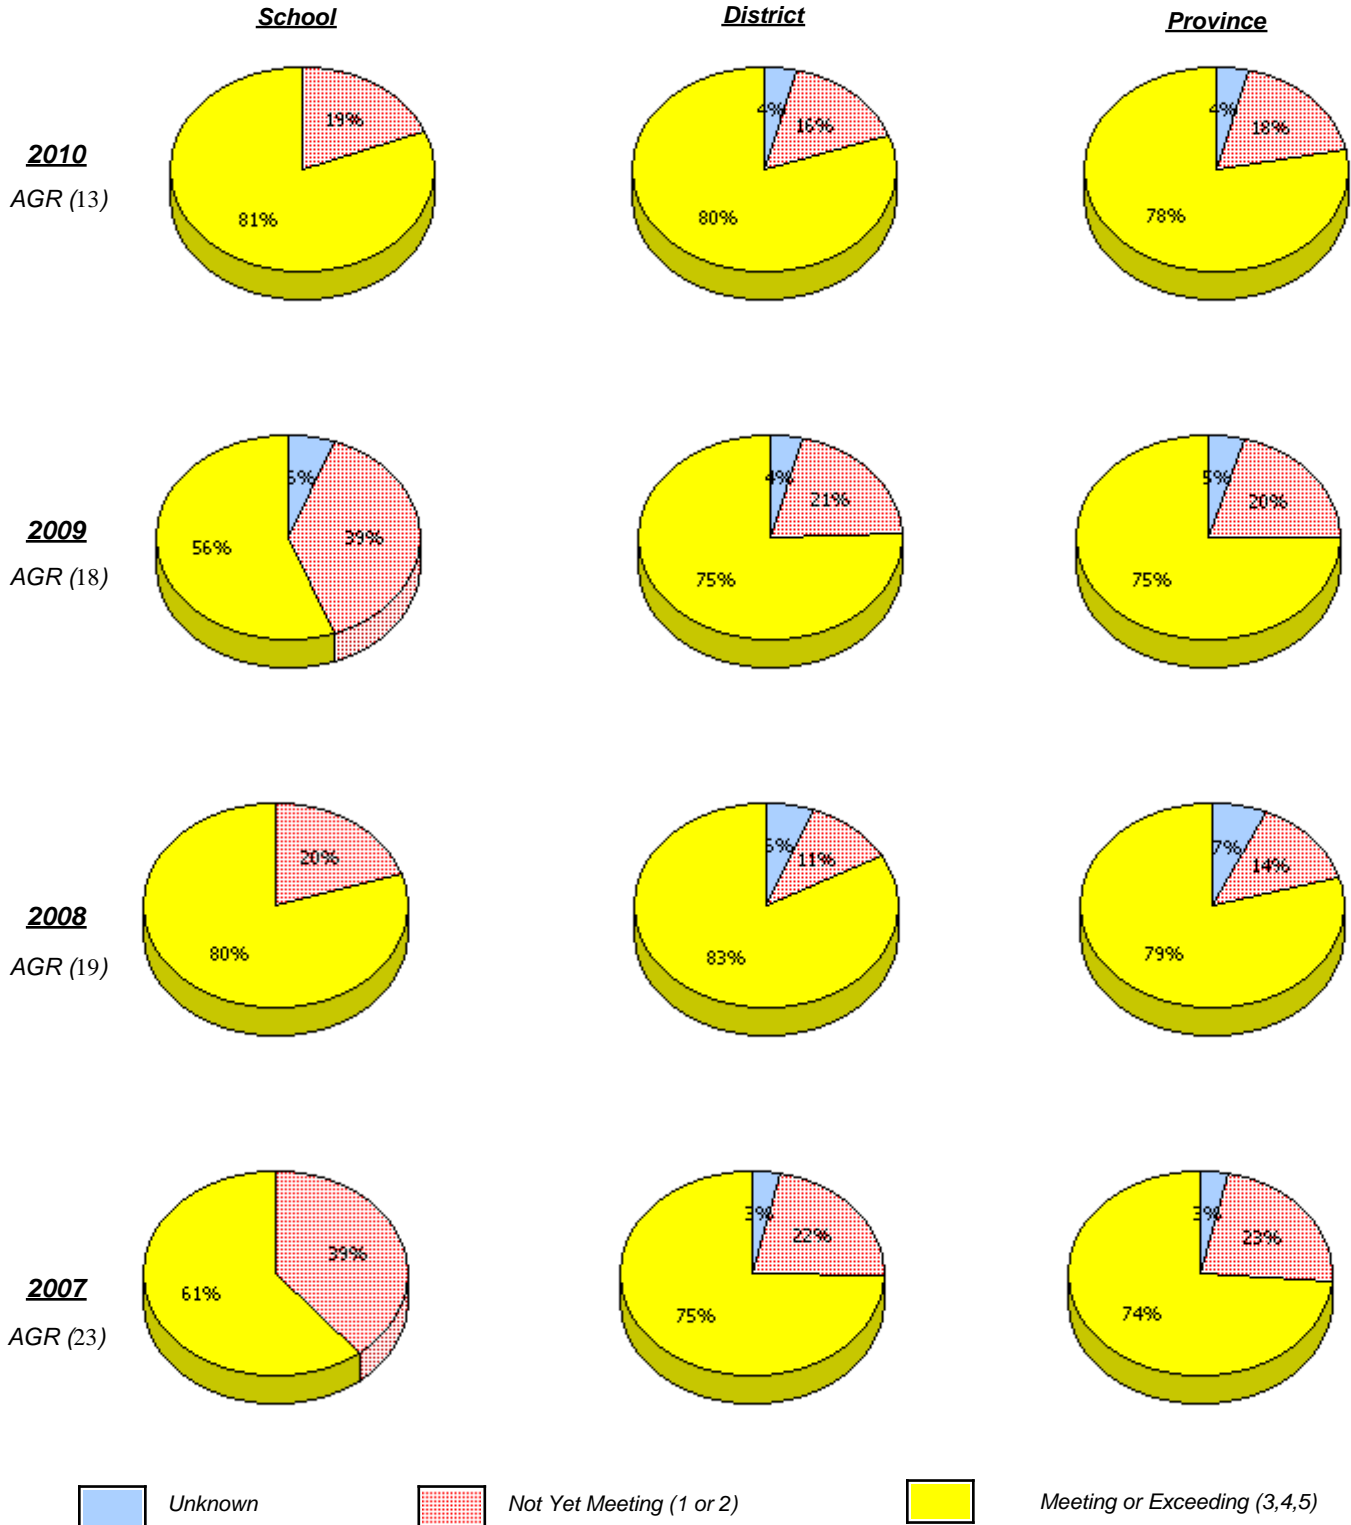 School District Province
19% 4% 16% 4% 18%
2010
AGR (13)
81% 80% 78%
4% 5%
21% 20%
2009
56% 39%
AGR (18)
75% 75%
7%
20% 11% 14%
2008
80% 83% 79%
AGR (19)
3% 3%
39% 22% 23%
2007
61% 75% 74%
AGR (23)
Unknown Not Yet Meeting (1 or 2) Meeting or Exceeding (3,4,5)